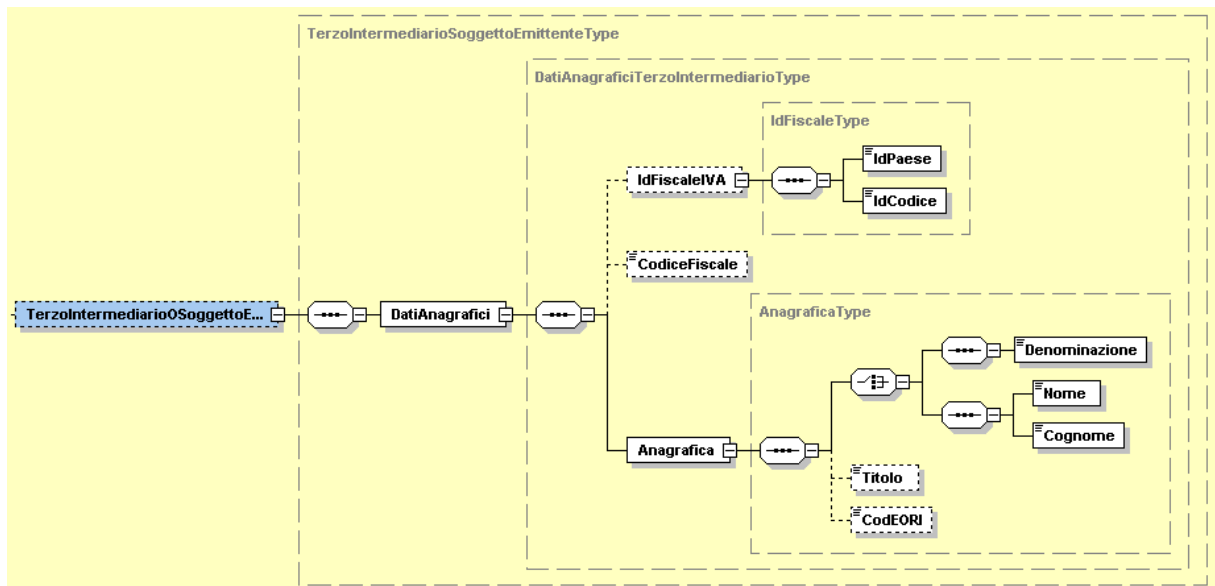 TerzoIntermediarioSoggettoEmittenteType
DatiAnagraficiTerzoIntermediarioType
IdFiscaleType
IdPaese
IdFiscaleIVA
IdCodice
CodiceFiscale
TerzoIntermediarioOSoggettoE...
DatiAnagrafici
AnagraficaType
Denominazione
Nome
Cognome
Anagrafica
Titolo
CodEORI